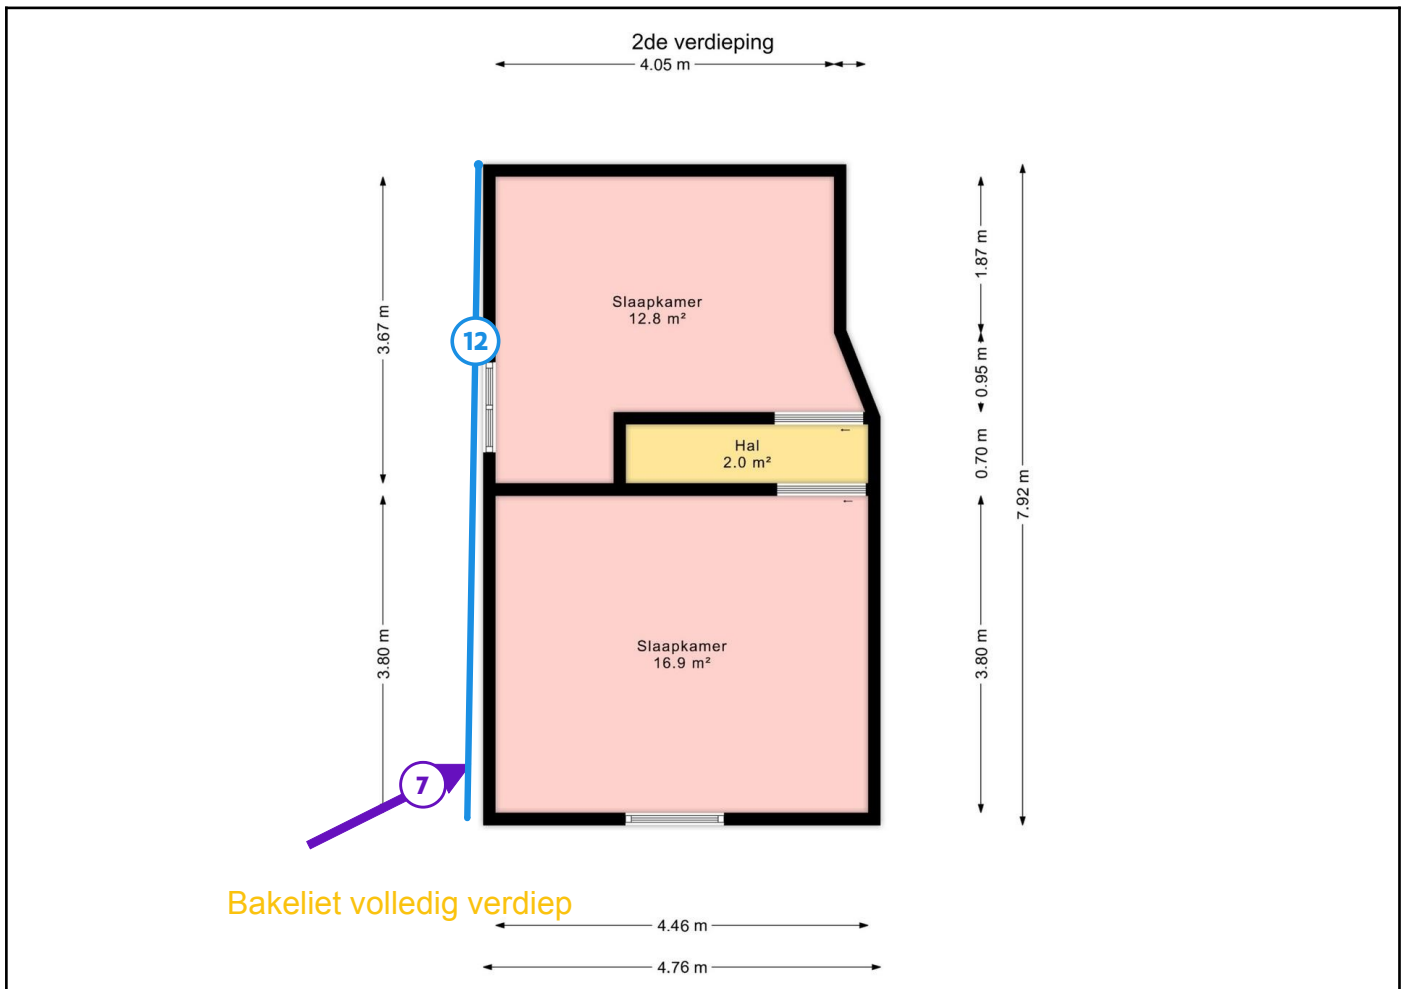 2de verdieping
4.05 m
Slaapkamer
12.8 m²
3.67 m
1.87 m
0.95 m
0.70 m
7.92 m
12
Hal
2.0 m²
Slaapkamer
16.9 m²
3.80 m
3.80 m
7
Bakeliet volledig verdiep
4.46 m
4.76 m